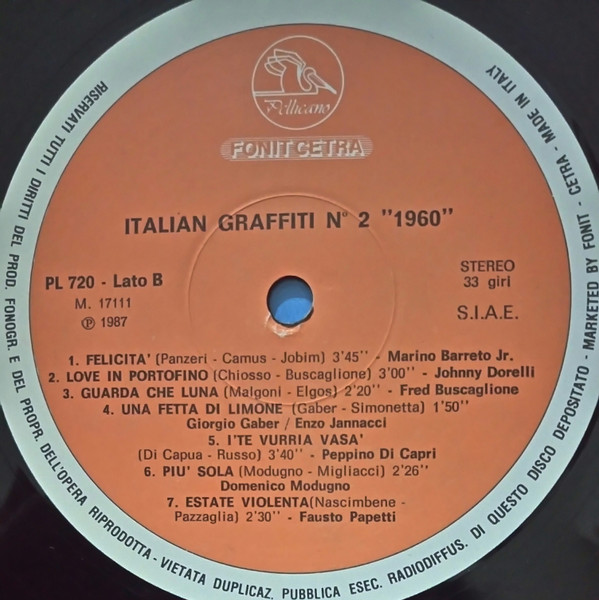 Pellicano
FONIT CETRA
ITALIAN GRAFFITI N° 2 "1960"
PL 720 - Lato B
M. 17111
Ⓟ 1987
STEREO
33 giri
S.I.A.E.
1. FELICITA' (Panzeri - Camus - Jobim) 3'45'' - Marino Barreto Jr.
2. LOVE IN PORTOFINO (Chiosso - Buscaglione) 3'00'' - Johnny Dorelli
3. GUARDA CHE LUNA (Malgoni - Elgos) 2'20'' - Fred Buscaglione
4. UNA FETTA DI LIMONE (Gaber - Simonetta) 1'50''
Giorgio Gaber / Enzo Jannacci
5. I'TE VURRIA VASA'
(Di Capua - Russo) 3'40'' - Peppino Di Capri
6. PIU' SOLA (Modugno - Migliacci) 2'26''
Domenico Modugno
7. ESTATE VIOLENTA(Nascimbene -
Pazzaglia) 2'30'' - Fausto Papetti
RISERVATI TUTTI I DIRITTI DEL PROD. FONOGR. E DEL PROPR. DELL'OPERA RIPRODOTTA - VIETATA DUPLICAZ. PUBBLICA ESEC. RADIODIFFUS. DI QUESTO DISCO DEPOSITATO - MARKETED BY FONIT - CETRA - MADE IN ITALY